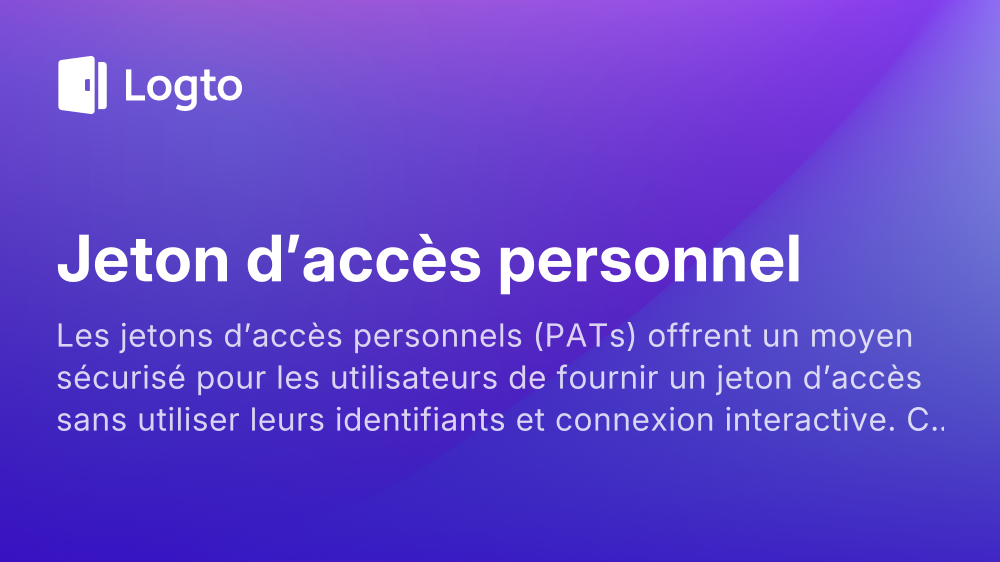 Logto
Jeton d’accès personnel
Les jetons d’accès personnels (PATs) offrent un moyen
sécurisé pour les utilisateurs de fournir un jeton d’accès
sans utiliser leurs identifiants et connexion interactive. C..